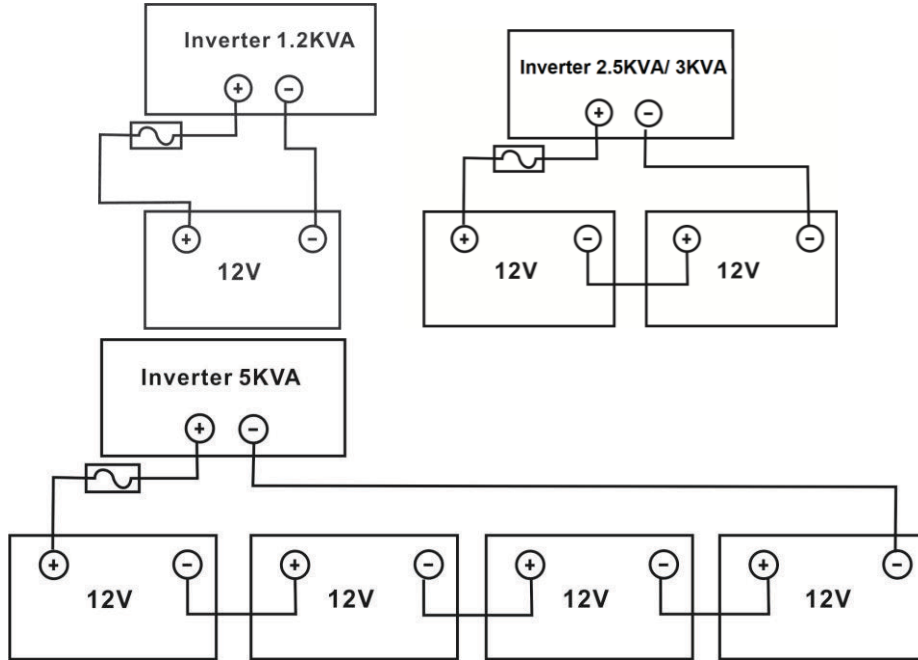 Inverter 1.2KVA
+ −
+ −
12V
Inverter 2.5KVA/ 3KVA
+ −
+ − + −
12V 12V
Inverter 5KVA
+ −
+ − + − + − + −
12V 12V 12V 12V